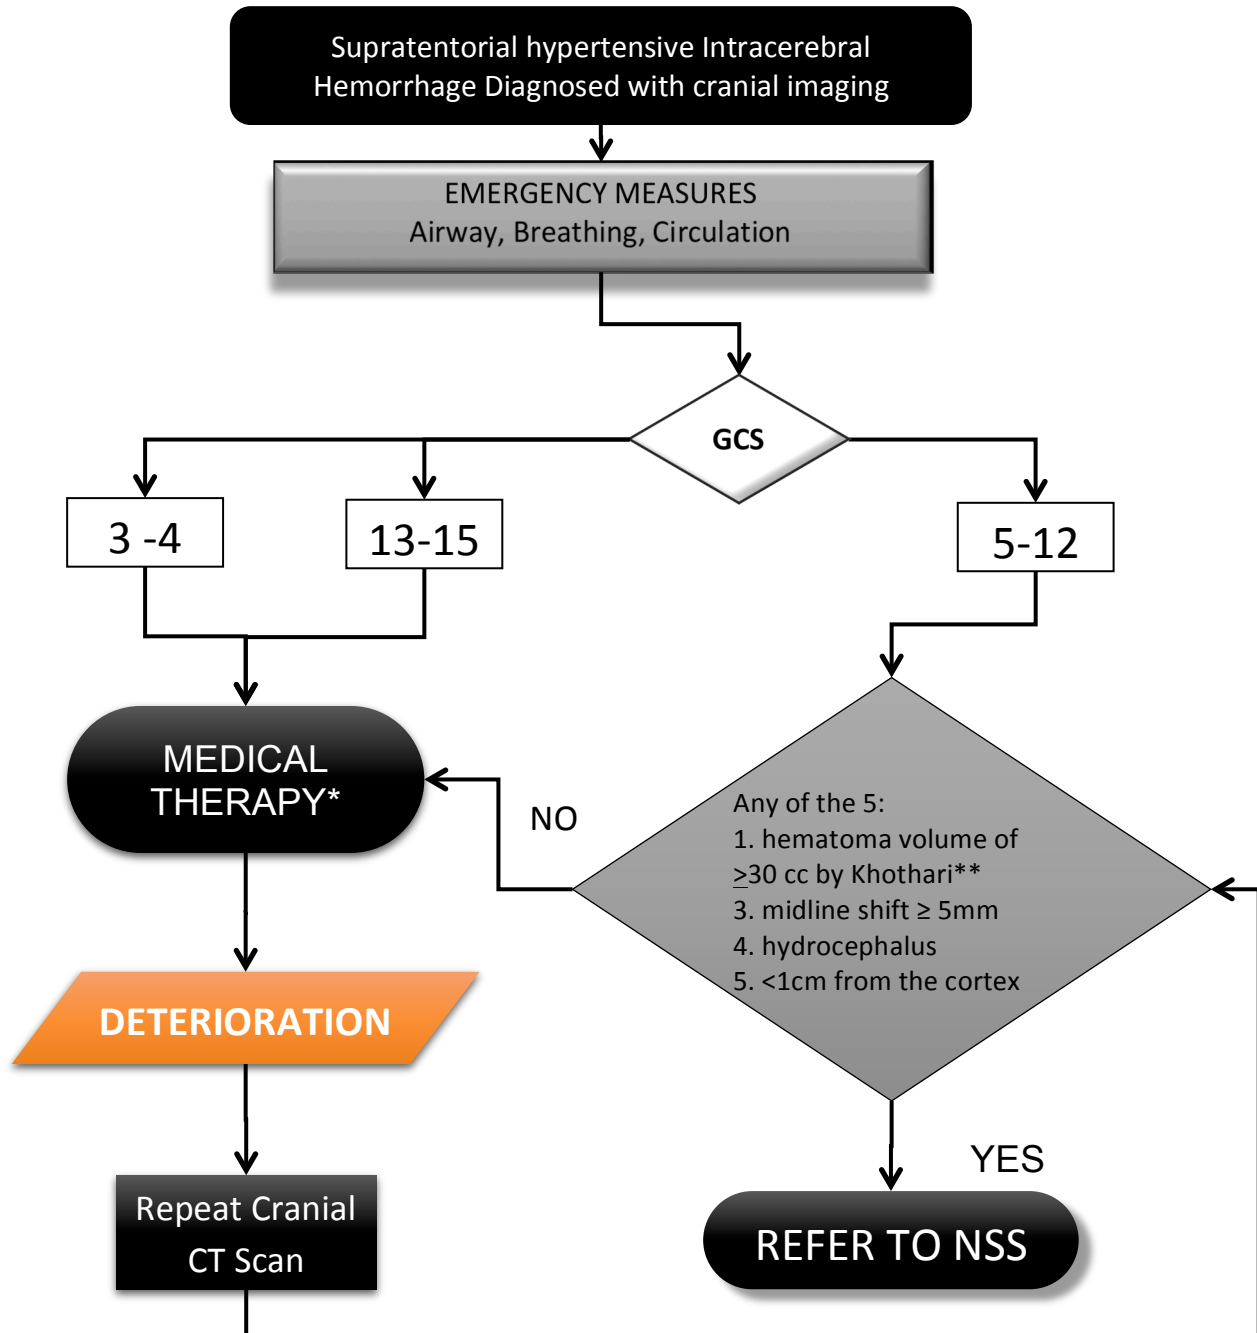 Supratentorial hypertensive Intracerebral
Hemorrhage Diagnosed with cranial imaging
EMERGENCY MEASURES
Airway, Breathing, Circulation
GCS
3 -4
13-15
5-12
MEDICAL
THERAPY*
NO
Any of the 5:
1. hematoma volume of
≥30 cc by Khothari**
3. midline shift ≥ 5mm
4. hydrocephalus
5. <1cm from the cortex
DETERIORATION
YES
Repeat Cranial
CT Scan
REFER TO NSS